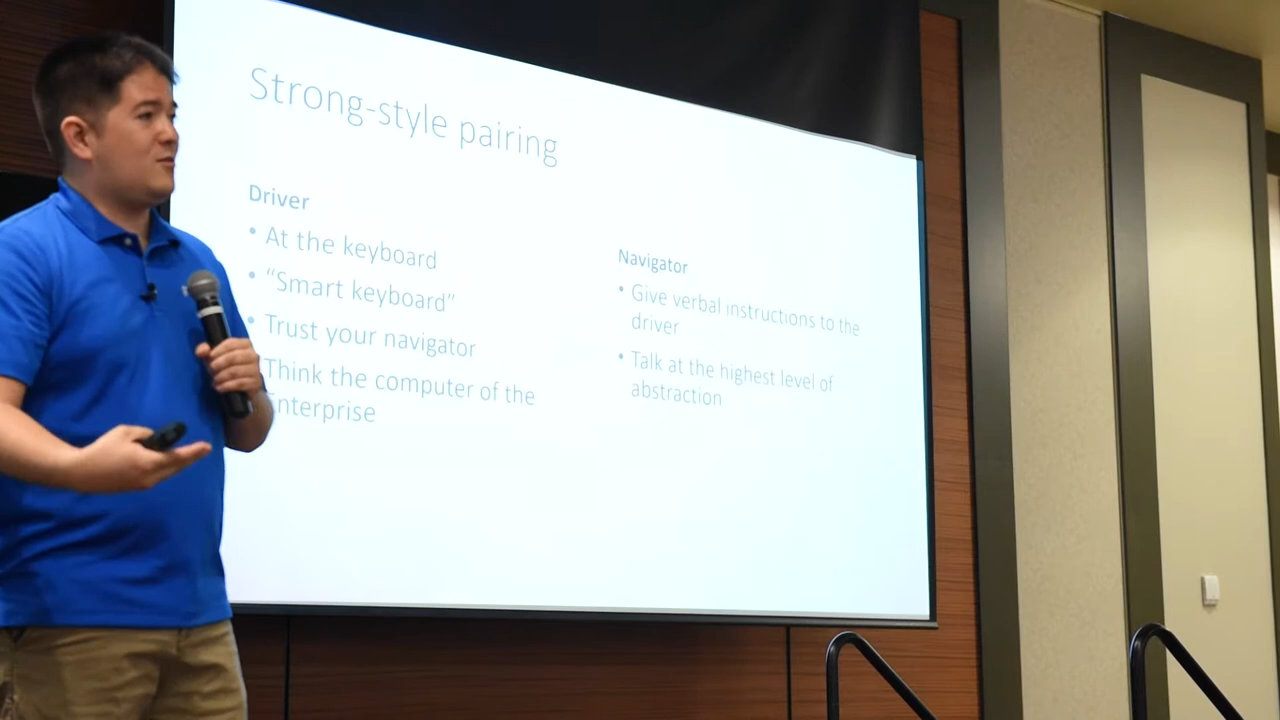 Strong-style pairing
Driver
• At the keyboard
• “Smart keyboard”
• Trust your navigator
Think the computer of the
Enterprise
Navigator
• Give verbal instructions to the
driver
• Talk at the highest level of
abstraction